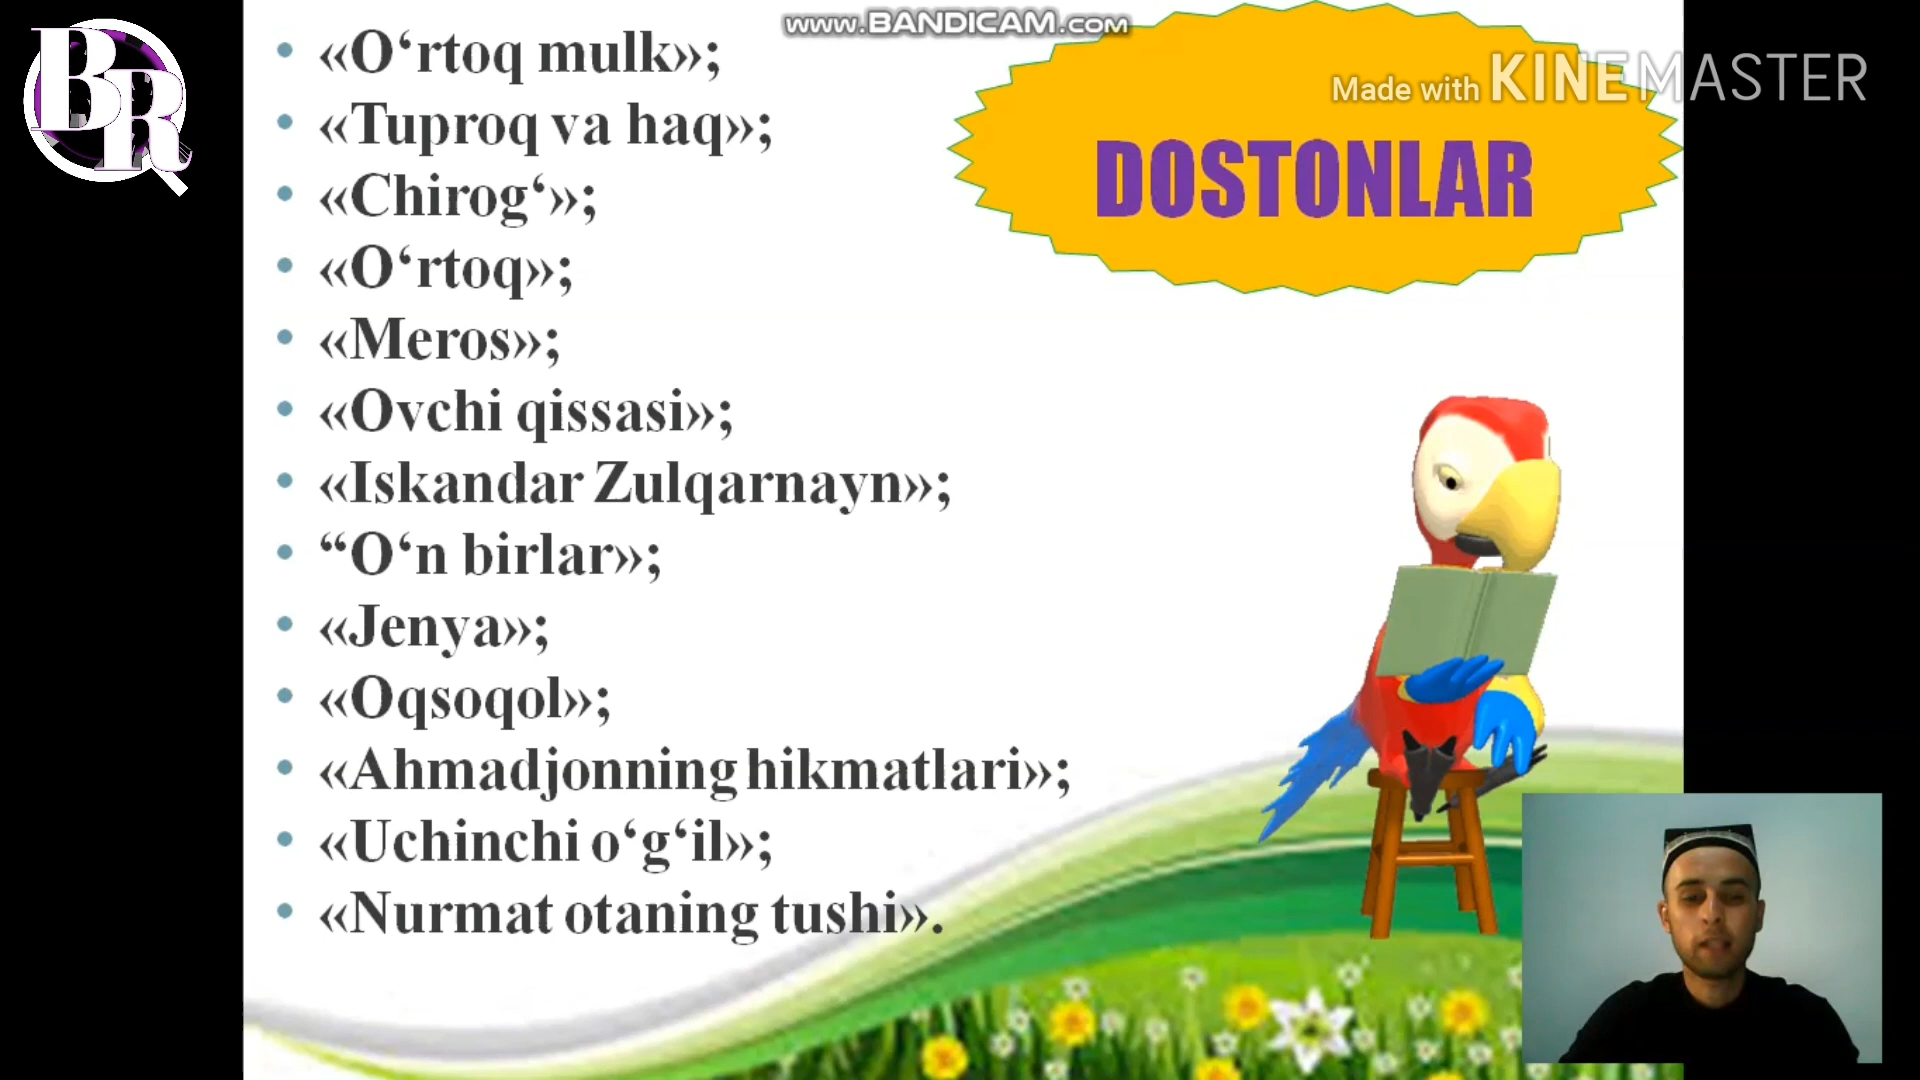 BR
www.BANDICAM.com
Made with KINEMASTER
DOSTONLAR
• «O‘rtoq mulk»;
• «Tuproq va haq»;
• «Chirog‘»;
• «O‘rtoq»;
• «Meros»;
• «Ovchi qissasi»;
• «Iskandar Zulqarnayn»;
• “O‘n birlar»;
• «Jenya»;
• «Oqsoqol»;
• «Ahmadjonning hikmatlari»;
• «Uchinchi o‘g‘il»;
• «Nurmat otaning tushi».